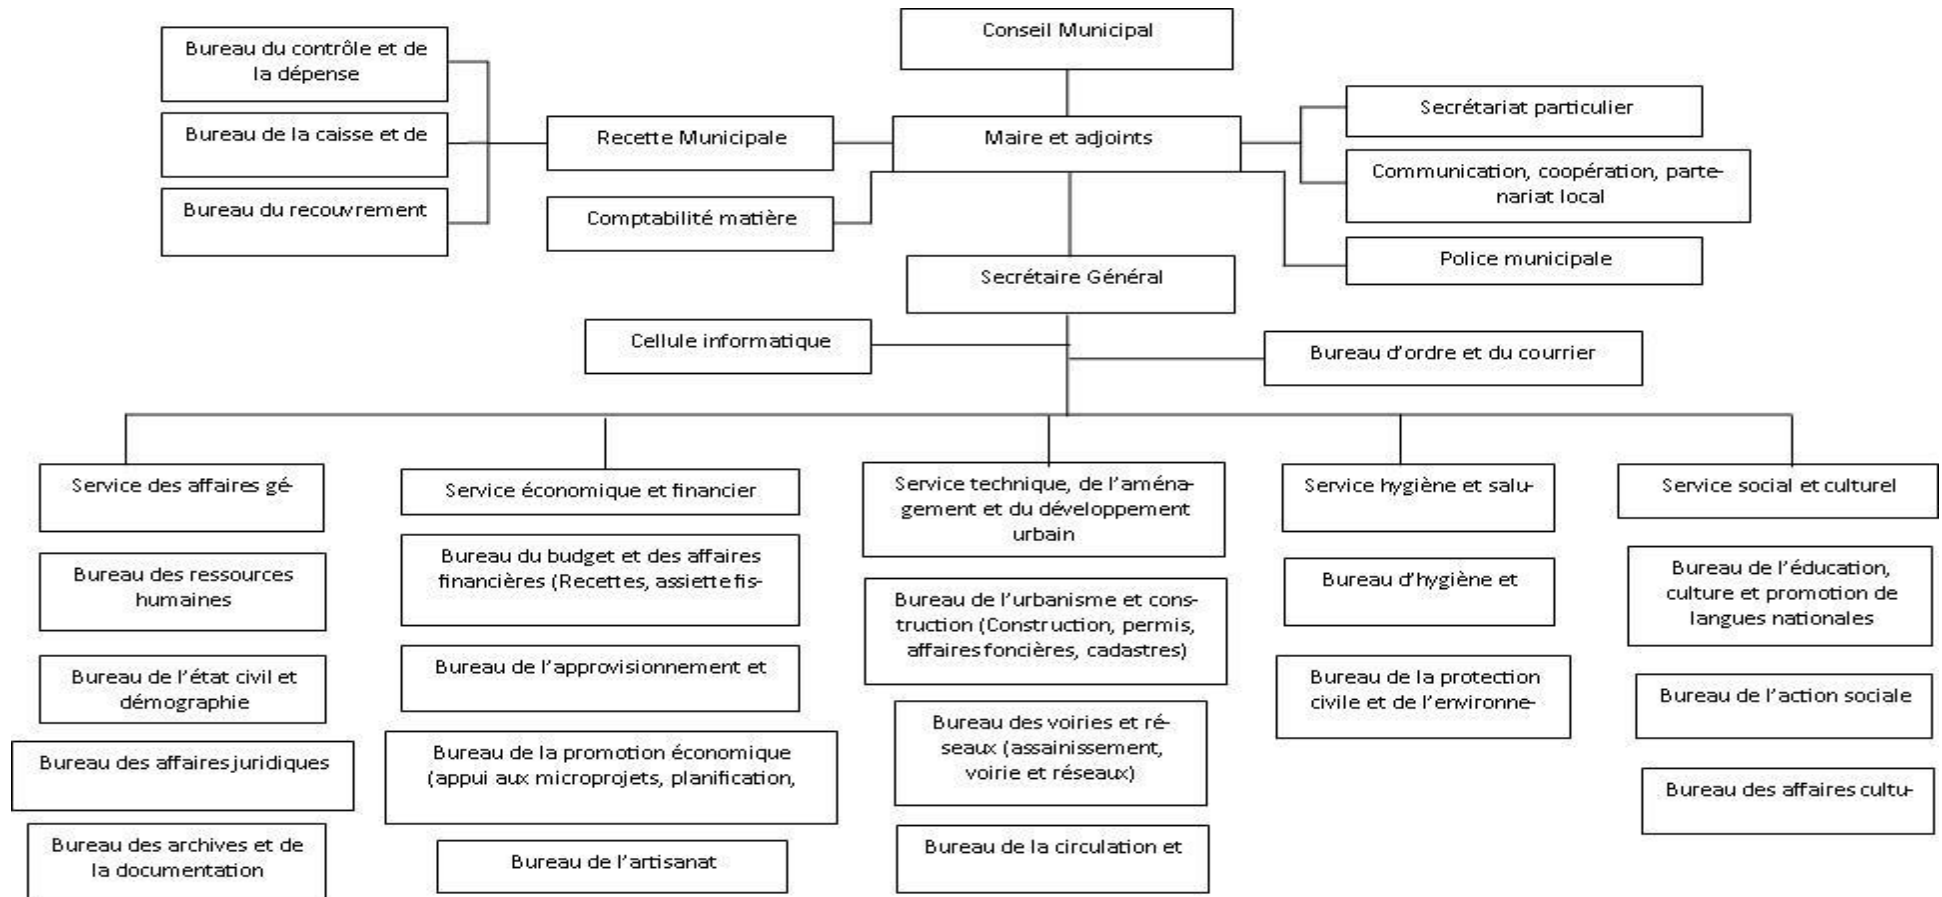 Conseil Municipal
Bureau du contrôle et de
la dépense
Bureau de la caisse et de
Bureau du recouvrement
Recette Municipale
Comptabilité matière
Maire et adjoints
Secrétariat particulier
Communication, coopération, parte-
nariat local
Police municipale
Secrétaire Général
Cellule informatique
Bureau d'ordre et du courrier
Service des affaires gé-
Bureau des ressources
humaines
Bureau de l'état civil et
démographie
Bureau des affaires juridiques
Bureau des archives et de
la documentation
Service économique et financier
Bureau du budget et des affaires
financières (Recettes, assiette fis-
Bureau de l'approvisionnement et
Bureau de la promotion économique
(appui aux microprojets, planification,
Bureau de l'artisanat
Service technique, de l'aména-
gement et du développement
urbain
Bureau de l'urbanisme et cons-
truction (Construction, permis,
affaires foncières, cadastres)
Bureau des voiries et ré-
seaux (assainissement,
voirie et réseaux)
Bureau de la circulation et
Service hygiène et salu-
Bureau d'hygiène et
Bureau de la protection
civile et de l'environne-
Service social et culturel
Bureau de l'éducation,
culture et promotion de
langues nationales
Bureau de l'action sociale
Bureau des affaires cultu-